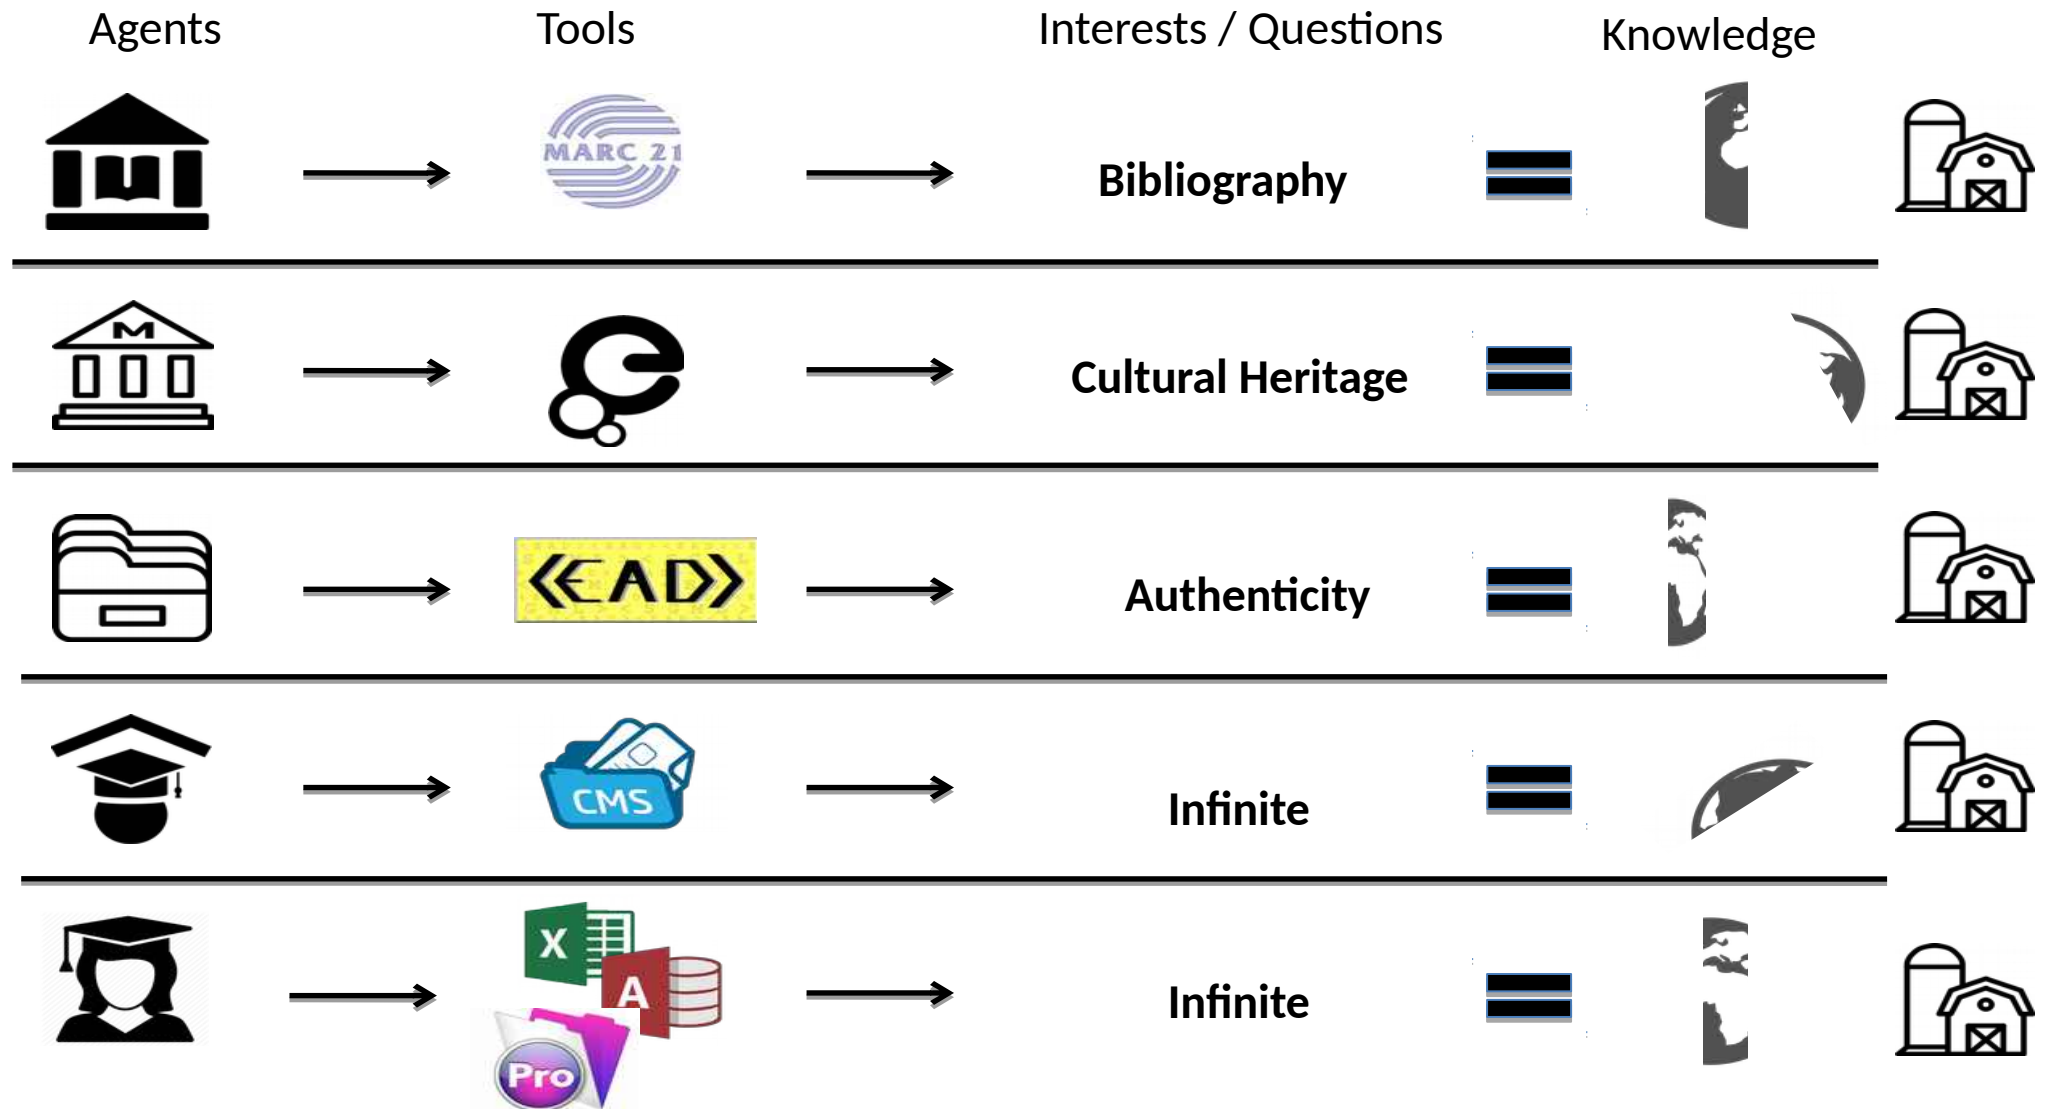 Agents Tools Interests / Questions Knowledge
MARC 21
Bibliography
M
Cultural Heritage
<EAD>
Authenticity
CMS
Infinite
X
A
Pro
Infinite